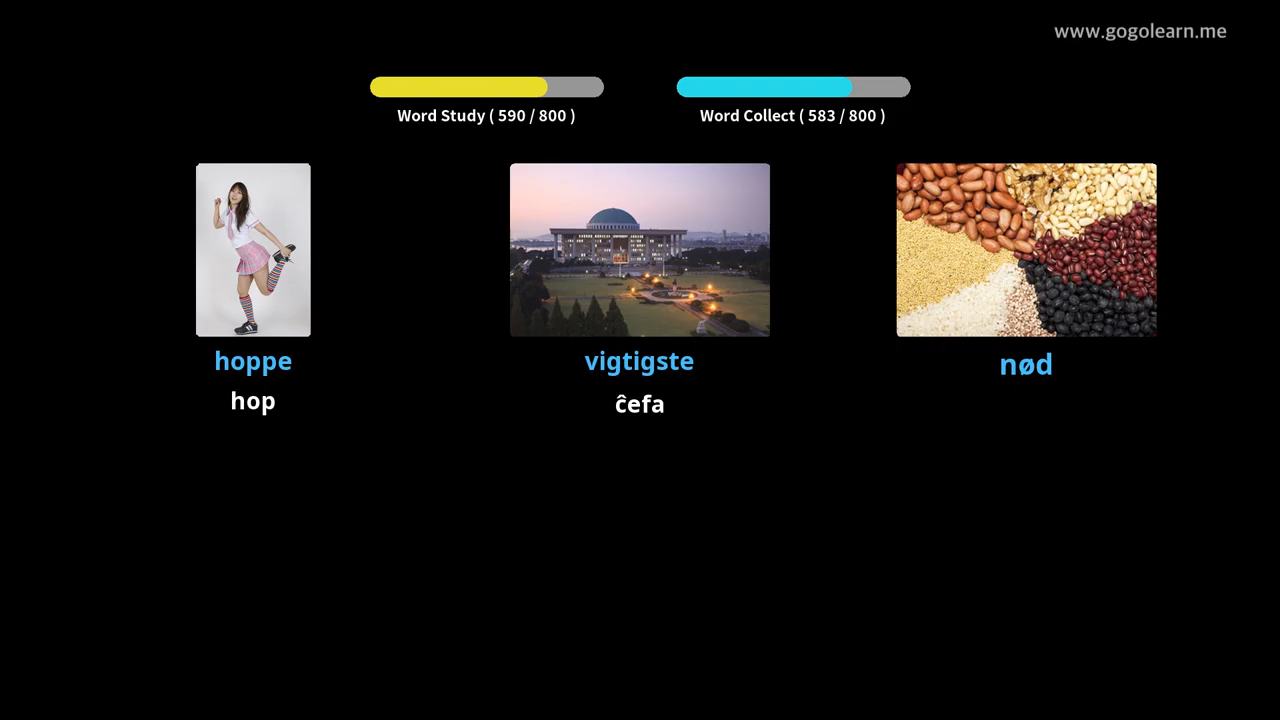 www.gogolearn.me
Word Study ( 590 / 800 )
Word Collect ( 583 / 800 )
hoppe
vigtigste
nød
hop
ĉefa